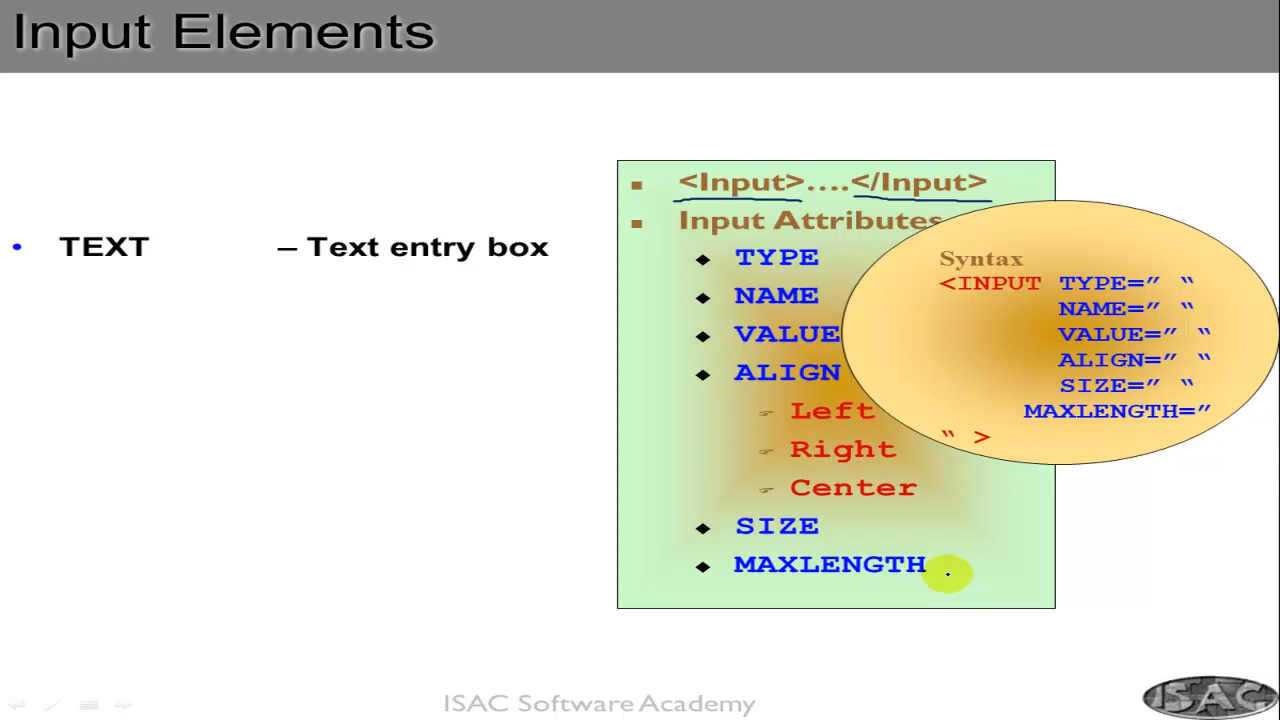 Input Elements
• TEXT – Text entry box
<Input>....</Input>
Input Attributes
TYPE
NAME
VALUE
ALIGN
Left
Right
Center
SIZE
MAXLENGTH
Syntax
<INPUT TYPE=” “
NAME=” “
VALUE=” “
ALIGN=” “
SIZE=” “
MAXLENGTH=”
“ >
ISAC Software Academy
ISAC